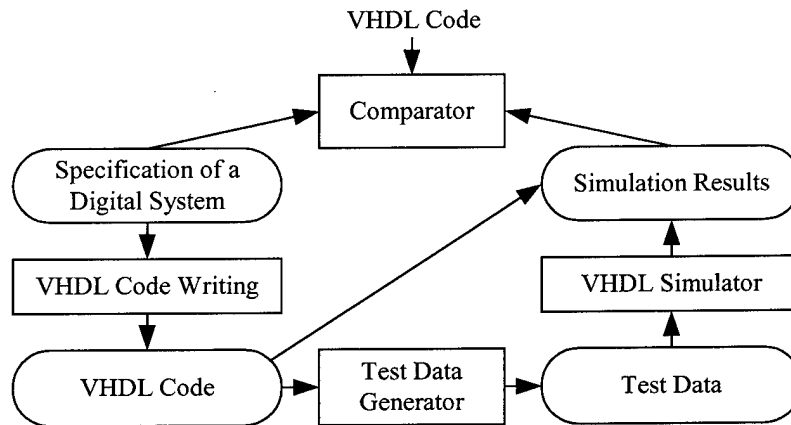 VHDL Code
Comparator
Specification of a
Digital System
Simulation Results
VHDL Code Writing
VHDL Simulator
VHDL Code
Test Data
Generator
Test Data